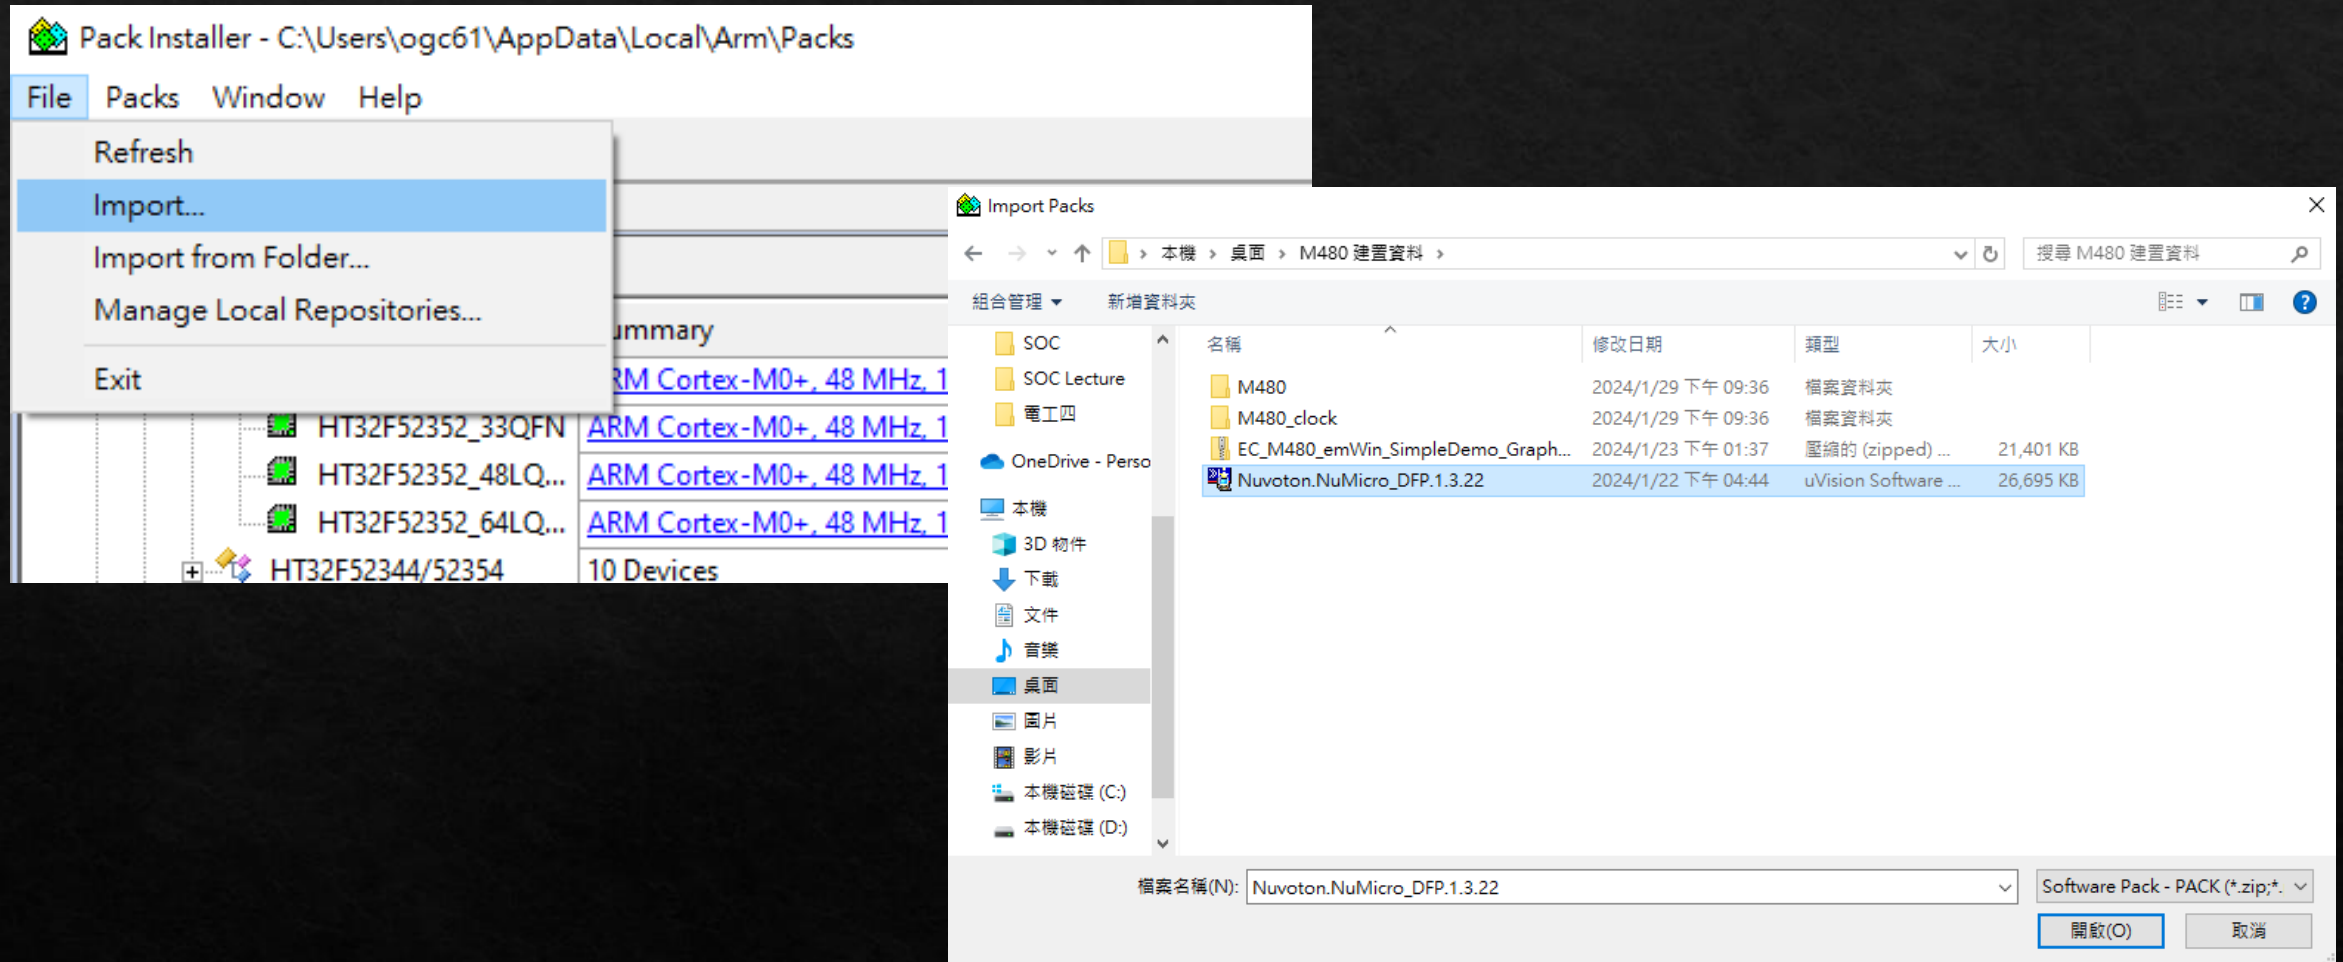 Pack Installer - C:\Users\ogc61\AppData\Local\Arm\Packs
File Packs Window Help
Refresh
Import...
Import from Folder...
Manage Local Repositories...
Exit
ummary
RM Cortex-M0+, 48 MHz, 1
HT32F52352_33QFN ARM Cortex-M0+, 48 MHz, 1
HT32F52352_48LQ... ARM Cortex-M0+, 48 MHz, 1
HT32F52352_64LQ... ARM Cortex-M0+, 48 MHz, 1
HT32F52344/52354 10 Devices
Import Packs
本機 › 桌面 › M480 建置資料 ›
搜尋 M480 建置資料
組合管理 新增資料夾
SOC
SOC Lecture
電工四
OneDrive - Perso
本機
3D 物件
下載
文件
音樂
桌面
圖片
影片
本機磁碟 (C:)
本機磁碟 (D:)
名稱 修改日期 類型 大小
M480 2024/1/29 下午 09:36 檔案資料夾
M480_clock 2024/1/29 下午 09:36 檔案資料夾
EC_M480_emWin_SimpleDemo_Graph... 2024/1/23 下午 01:37 壓縮的 (zipped) ... 21,401 KB
Nuvoton.NuMicro_DFP.1.3.22 2024/1/22 下午 04:44 uVision Software ... 26,695 KB
檔案名稱(N): Nuvoton.NuMicro_DFP.1.3.22
Software Pack - PACK (*.zip;*.
開啟(O) 取消